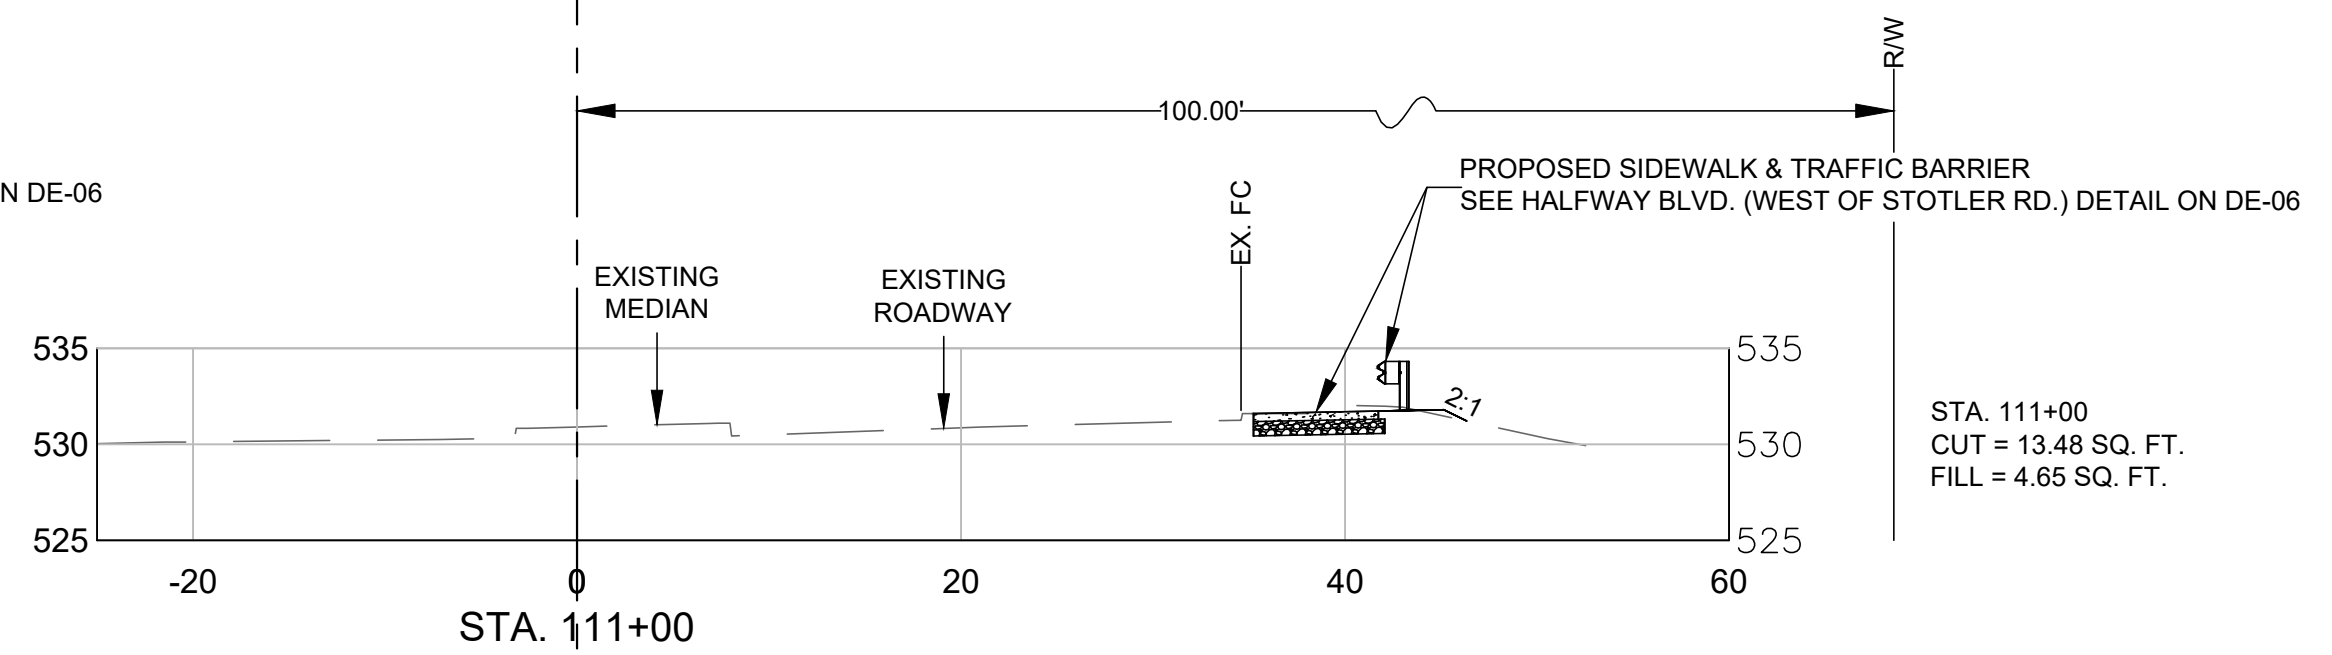 R/W
100.00'
PROPOSED SIDEWALK & TRAFFIC BARRIER
SEE HALFWAY BLVD. (WEST OF STOTLER RD.) DETAIL ON DE-06
N DE-06
EX. FC
EXISTING
MEDIAN
EXISTING
ROADWAY
535
535
2:1
530
530
525
525
STA. 111+00
CUT = 13.48 SQ. FT.
FILL = 4.65 SQ. FT.
-20
0
20
40
60
STA. 111+00